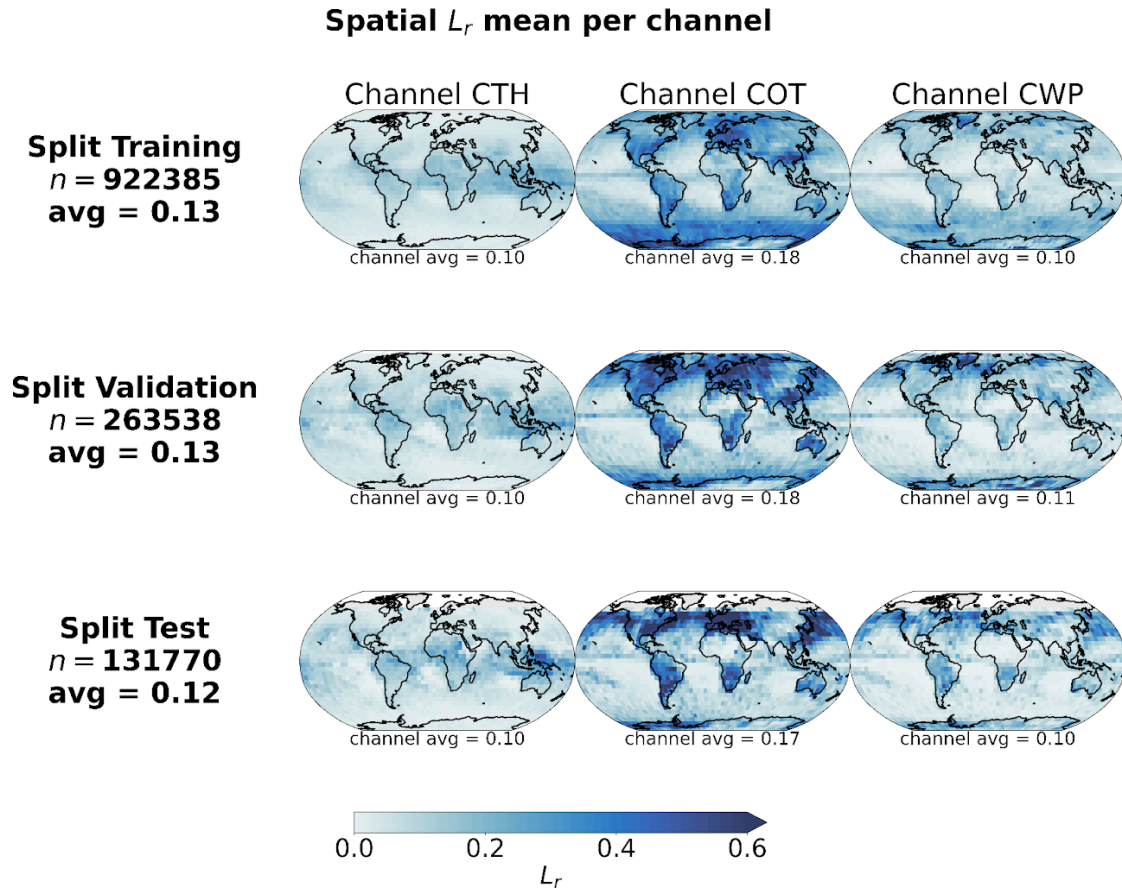 Spatial L_r mean per channel
Channel CTH
Channel COT
Channel CWP
Split Training
n = 922385
avg = 0.13
channel avg = 0.10
channel avg = 0.18
channel avg = 0.10
Split Validation
n = 263538
avg = 0.13
channel avg = 0.10
channel avg = 0.18
channel avg = 0.11
Split Test
n = 131770
avg = 0.12
channel avg = 0.10
channel avg = 0.17
channel avg = 0.10
0.0 0.2 0.4 0.6
L_r